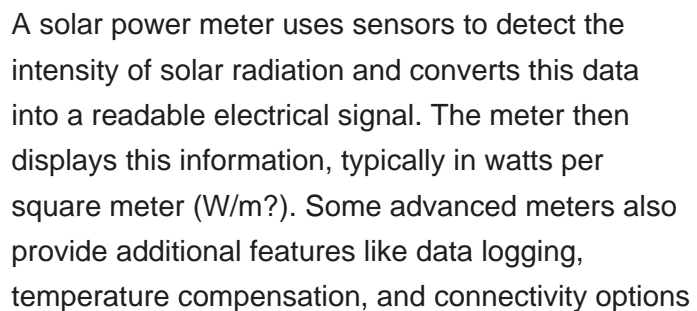 A solar power meter uses sensors to detect the
intensity of solar radiation and converts this data
into a readable electrical signal. The meter then
displays this information, typically in watts per
square meter (W/m?). Some advanced meters also
provide additional features like data logging,
temperature compensation, and connectivity options